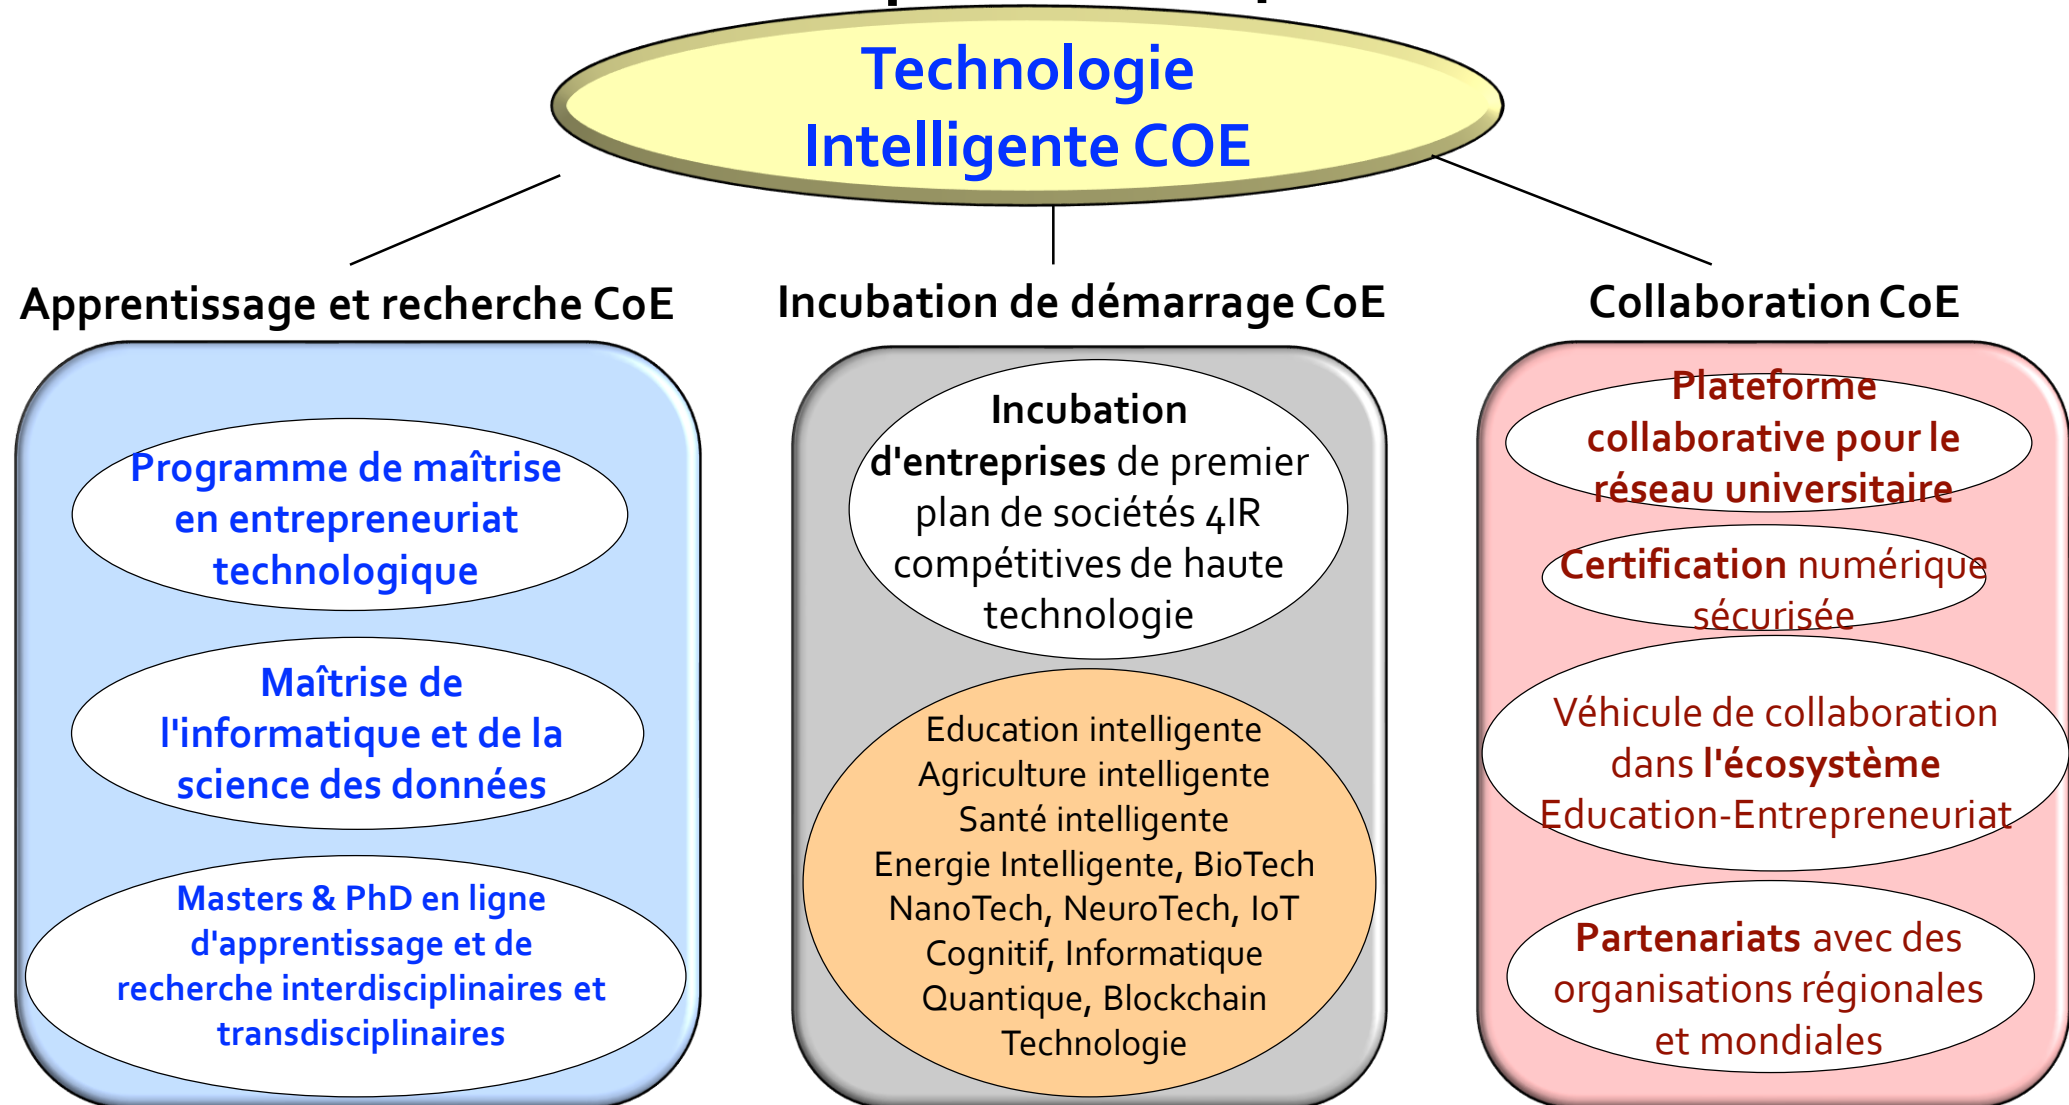 Technologie
Intelligente COE
Apprentissage et recherche CoE
Programme de maîtrise
en entrepreneuriat
technologique
Maîtrise de
l'informatique et de la
science des données
Masters & PhD en ligne
d'apprentissage et de
recherche interdisciplinaires et
transdisciplinaires
Incubation de démarrage CoE
Incubation
d'entreprises de premier
plan de sociétés 4IR
compétitives de haute
technologie
Education intelligente
Agriculture intelligente
Santé intelligente
Energie Intelligente, BioTech
NanoTech, NeuroTech, IoT
Cognitif, Informatique
Quantique, Blockchain
Technologie
Collaboration CoE
Plateforme
collaborative pour le
réseau universitaire
Certification numérique
sécurisée
Véhicule de collaboration
dans l'écosystème
Education-Entrepreneuriat
Partenariats avec des
organisations régionales
et mondiales